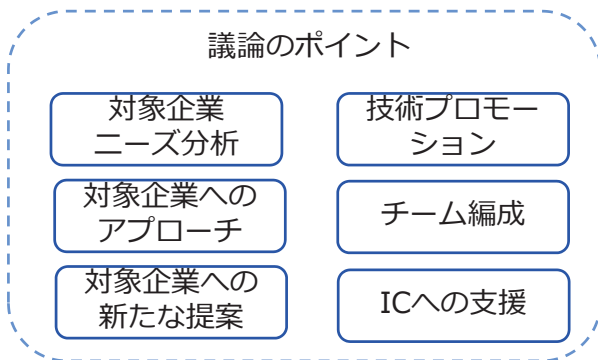 議論のポイント
対象企業
ニーズ分析
対象企業への
アプローチ
対象企業への
新たな提案
技術プロモー
ション
チーム編成
ICへの支援